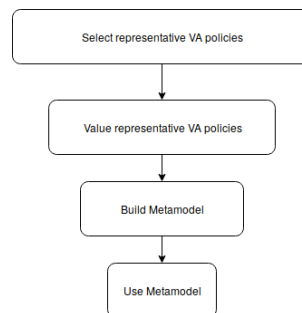 Select representative VA policies
Value representative VA policies
Build Metamodel
Use Metamodel